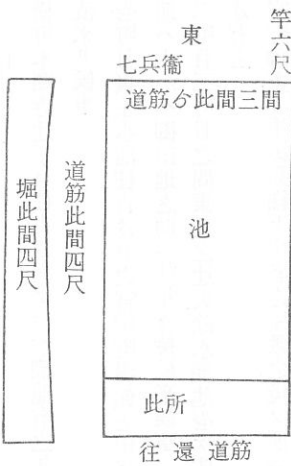 竿六尺
東
七兵衞
道筋ゟ此間三間
池
道筋此間四尺
堀此間四尺
此所
往還道筋